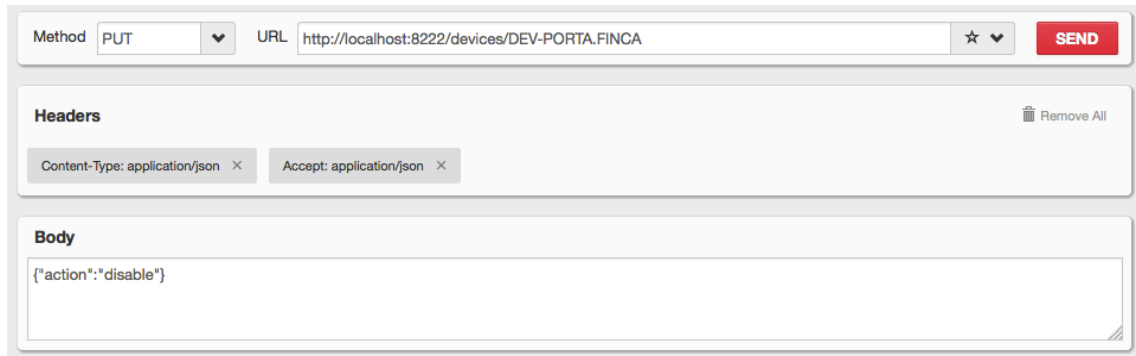 Method PUT URL http://localhost:8222/devices/DEV-PORTA.FINCA SEND
Headers Remove All
Content-Type: application/json × Accept: application/json ×
Body
{"action":"disable"}